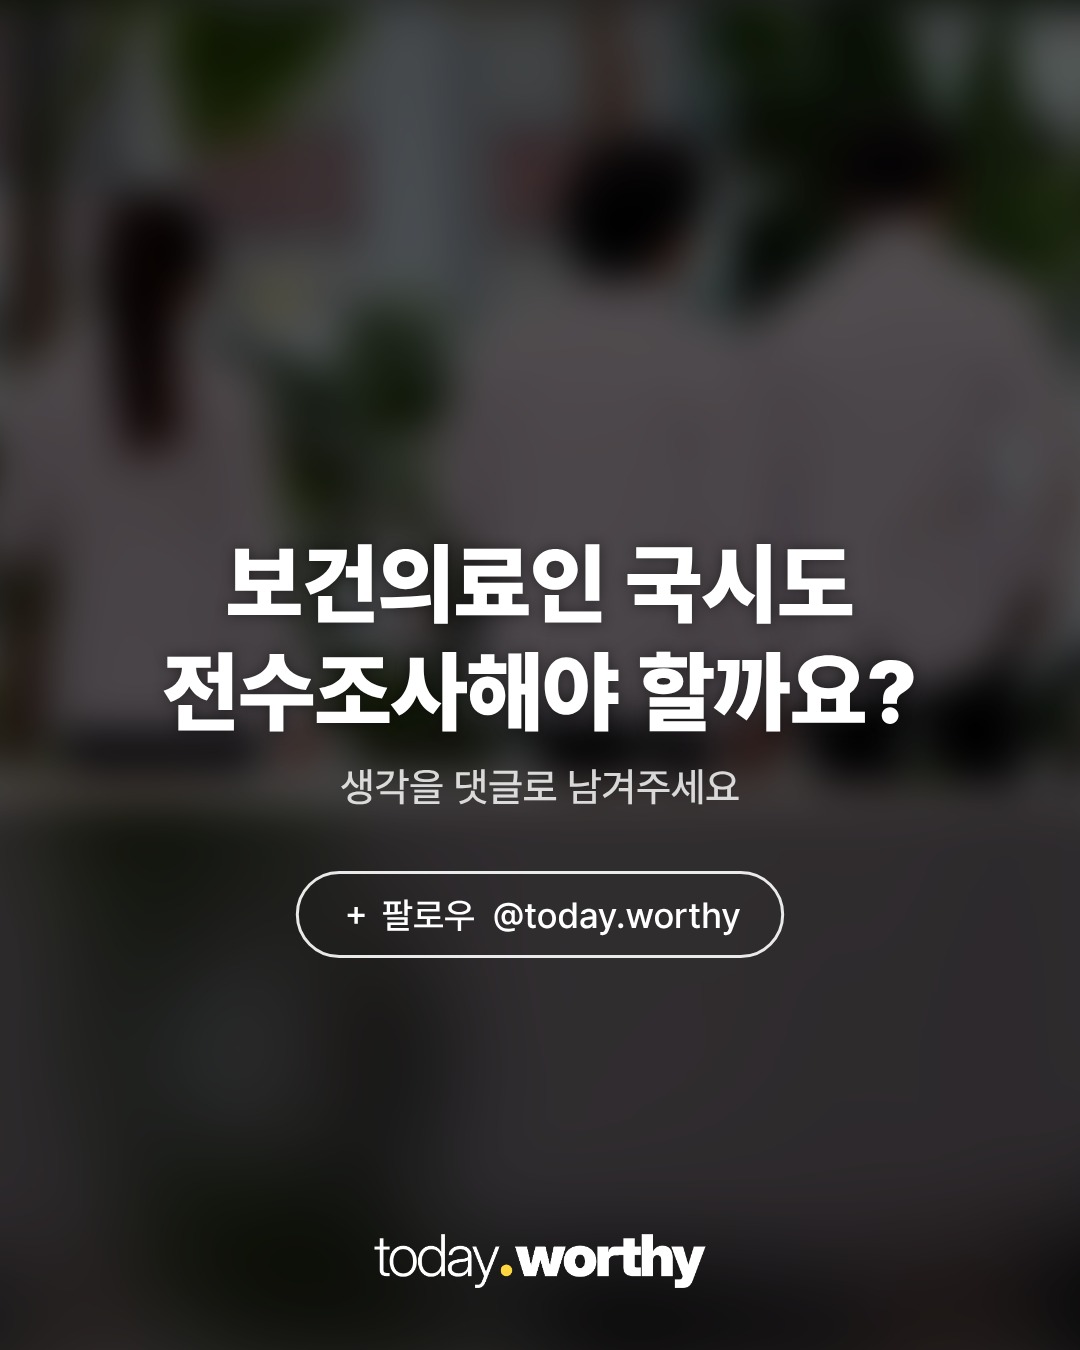 보건의료인 국시도
전수조사해야 할까요?
생각을 댓글로 남겨주세요
+ 팔로우 @today.worthy
today.worthy